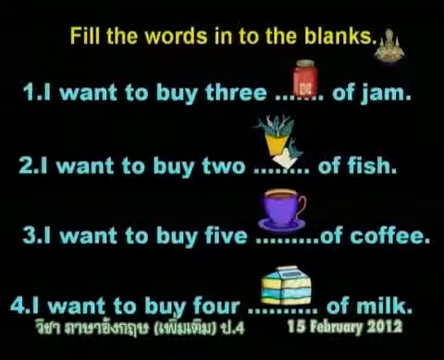 Fill the words in to the blanks.
1.I want to buy three ....... of jam.
2.I want to buy two ........ of fish.
3.I want to buy five .........of coffee.
4.I want to buy four .......... of milk.
วิชา ภาษาอังกฤษ (เพิ่มเติม) ป.4 15 February 2012